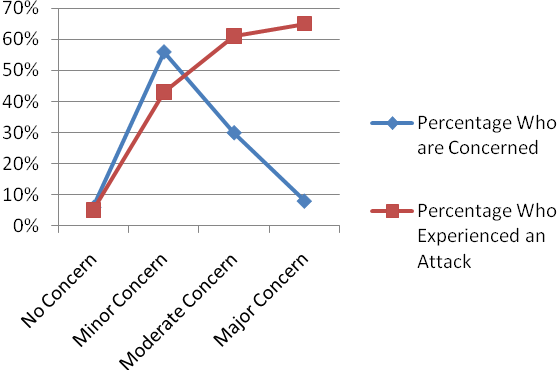 70%
60%
50%
40%
30%
20%
10%
0%
No Concern
Minor Concern
Moderate Concern
Major Concern
Percentage Who
are Concerned
Percentage Who
Experienced an
Attack